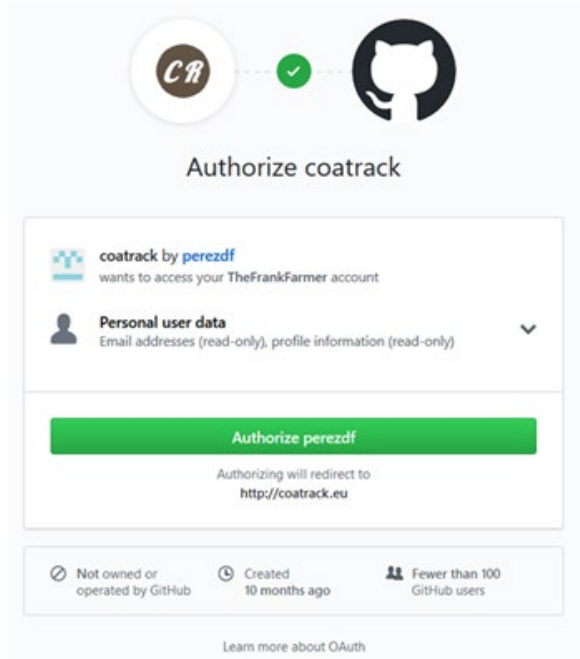 CR
Authorize coatrack
coatrack by perezdf
wants to access your TheFrankFarmer account
Personal user data
Email addresses (read-only), profile information (read-only)
Authorize perezdf
Authorizing will redirect to
http://coatrack.eu
Not owned or
operated by GitHub
Created
10 months ago
Fewer than 100
GitHub users
Learn more about OAuth